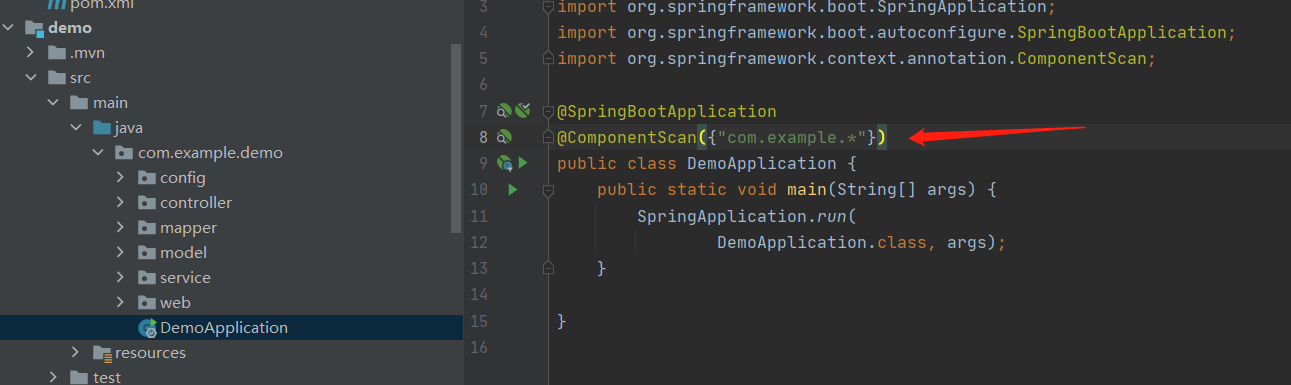 pom.xml
demo
.mvn
src
main
java
com.example.demo
config
controller
mapper
model
service
web
DemoApplication
resources
test
3 import org.springframework.boot.SpringApplication;
4 import org.springframework.boot.autoconfigure.SpringBootApplication;
5 import org.springframework.context.annotation.ComponentScan;
6
7 @SpringBootApplication
8 @ComponentScan({"com.example.*"})
9 public class DemoApplication {
10 public static void main(String[] args) {
11 SpringApplication.run(
12 DemoApplication.class, args);
13 }
14
15 }
16